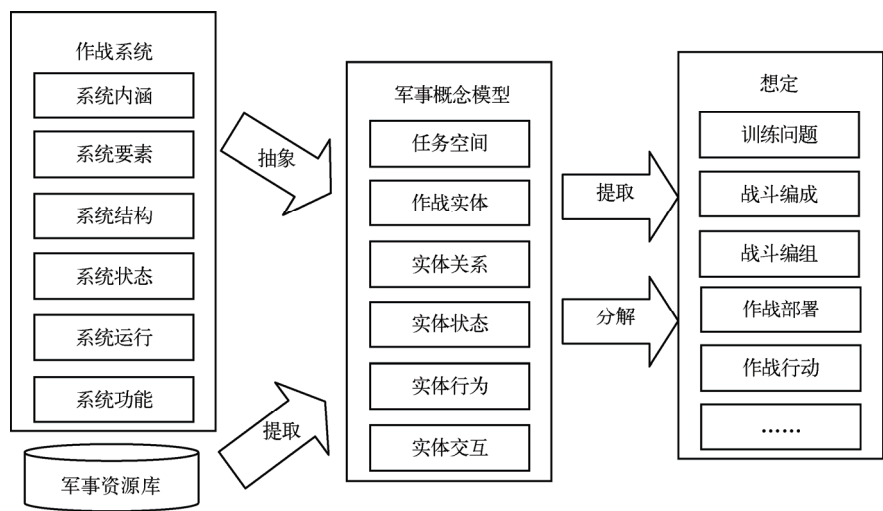 作战系统
系统内涵
系统要素
系统结构
系统状态
系统运行
系统功能
军事资源库
抽象
提取
军事概念模型
任务空间
作战实体
实体关系
实体状态
实体行为
实体交互
提取
分解
想定
训练问题
战斗编成
战斗编组
作战部署
作战行动
……